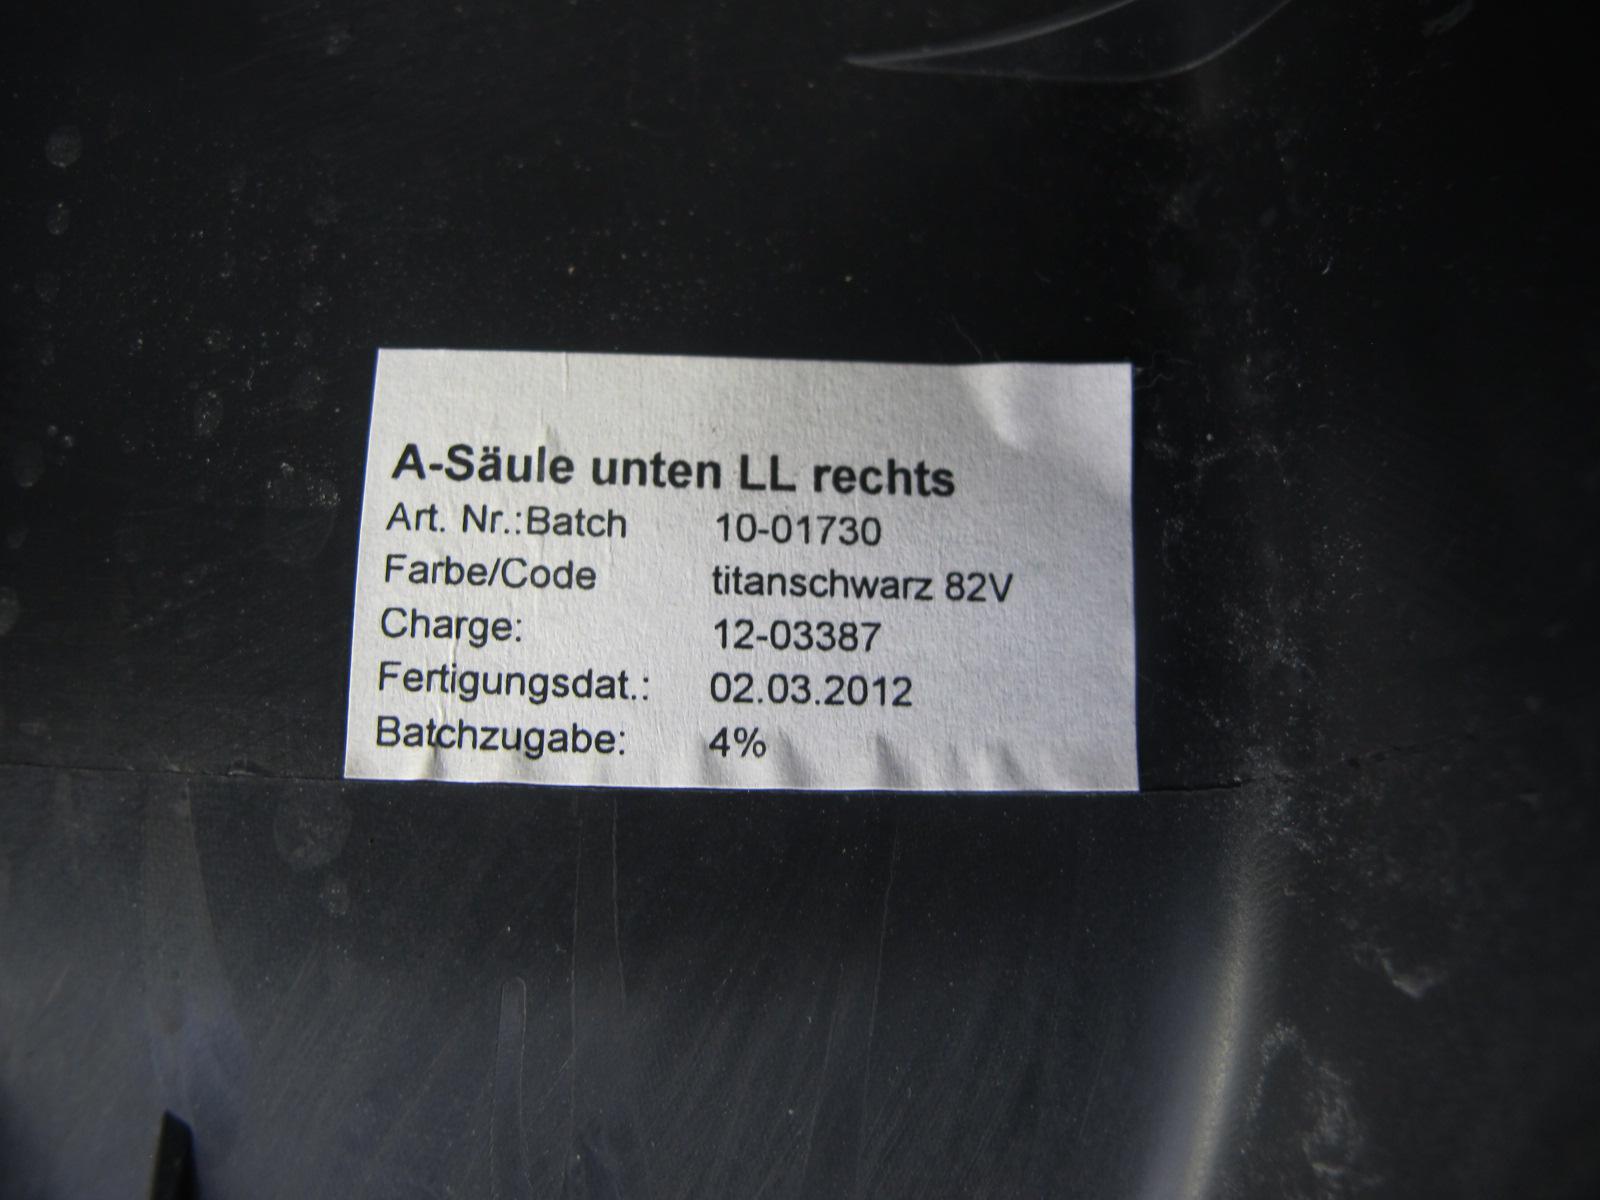 A-Säule unten LL rechts
Art. Nr.:Batch 10-01730
Farbe/Code titanschwarz 82V
Charge: 12-03387
Fertigungsdat.: 02.03.2012
Batchzugabe: 4%